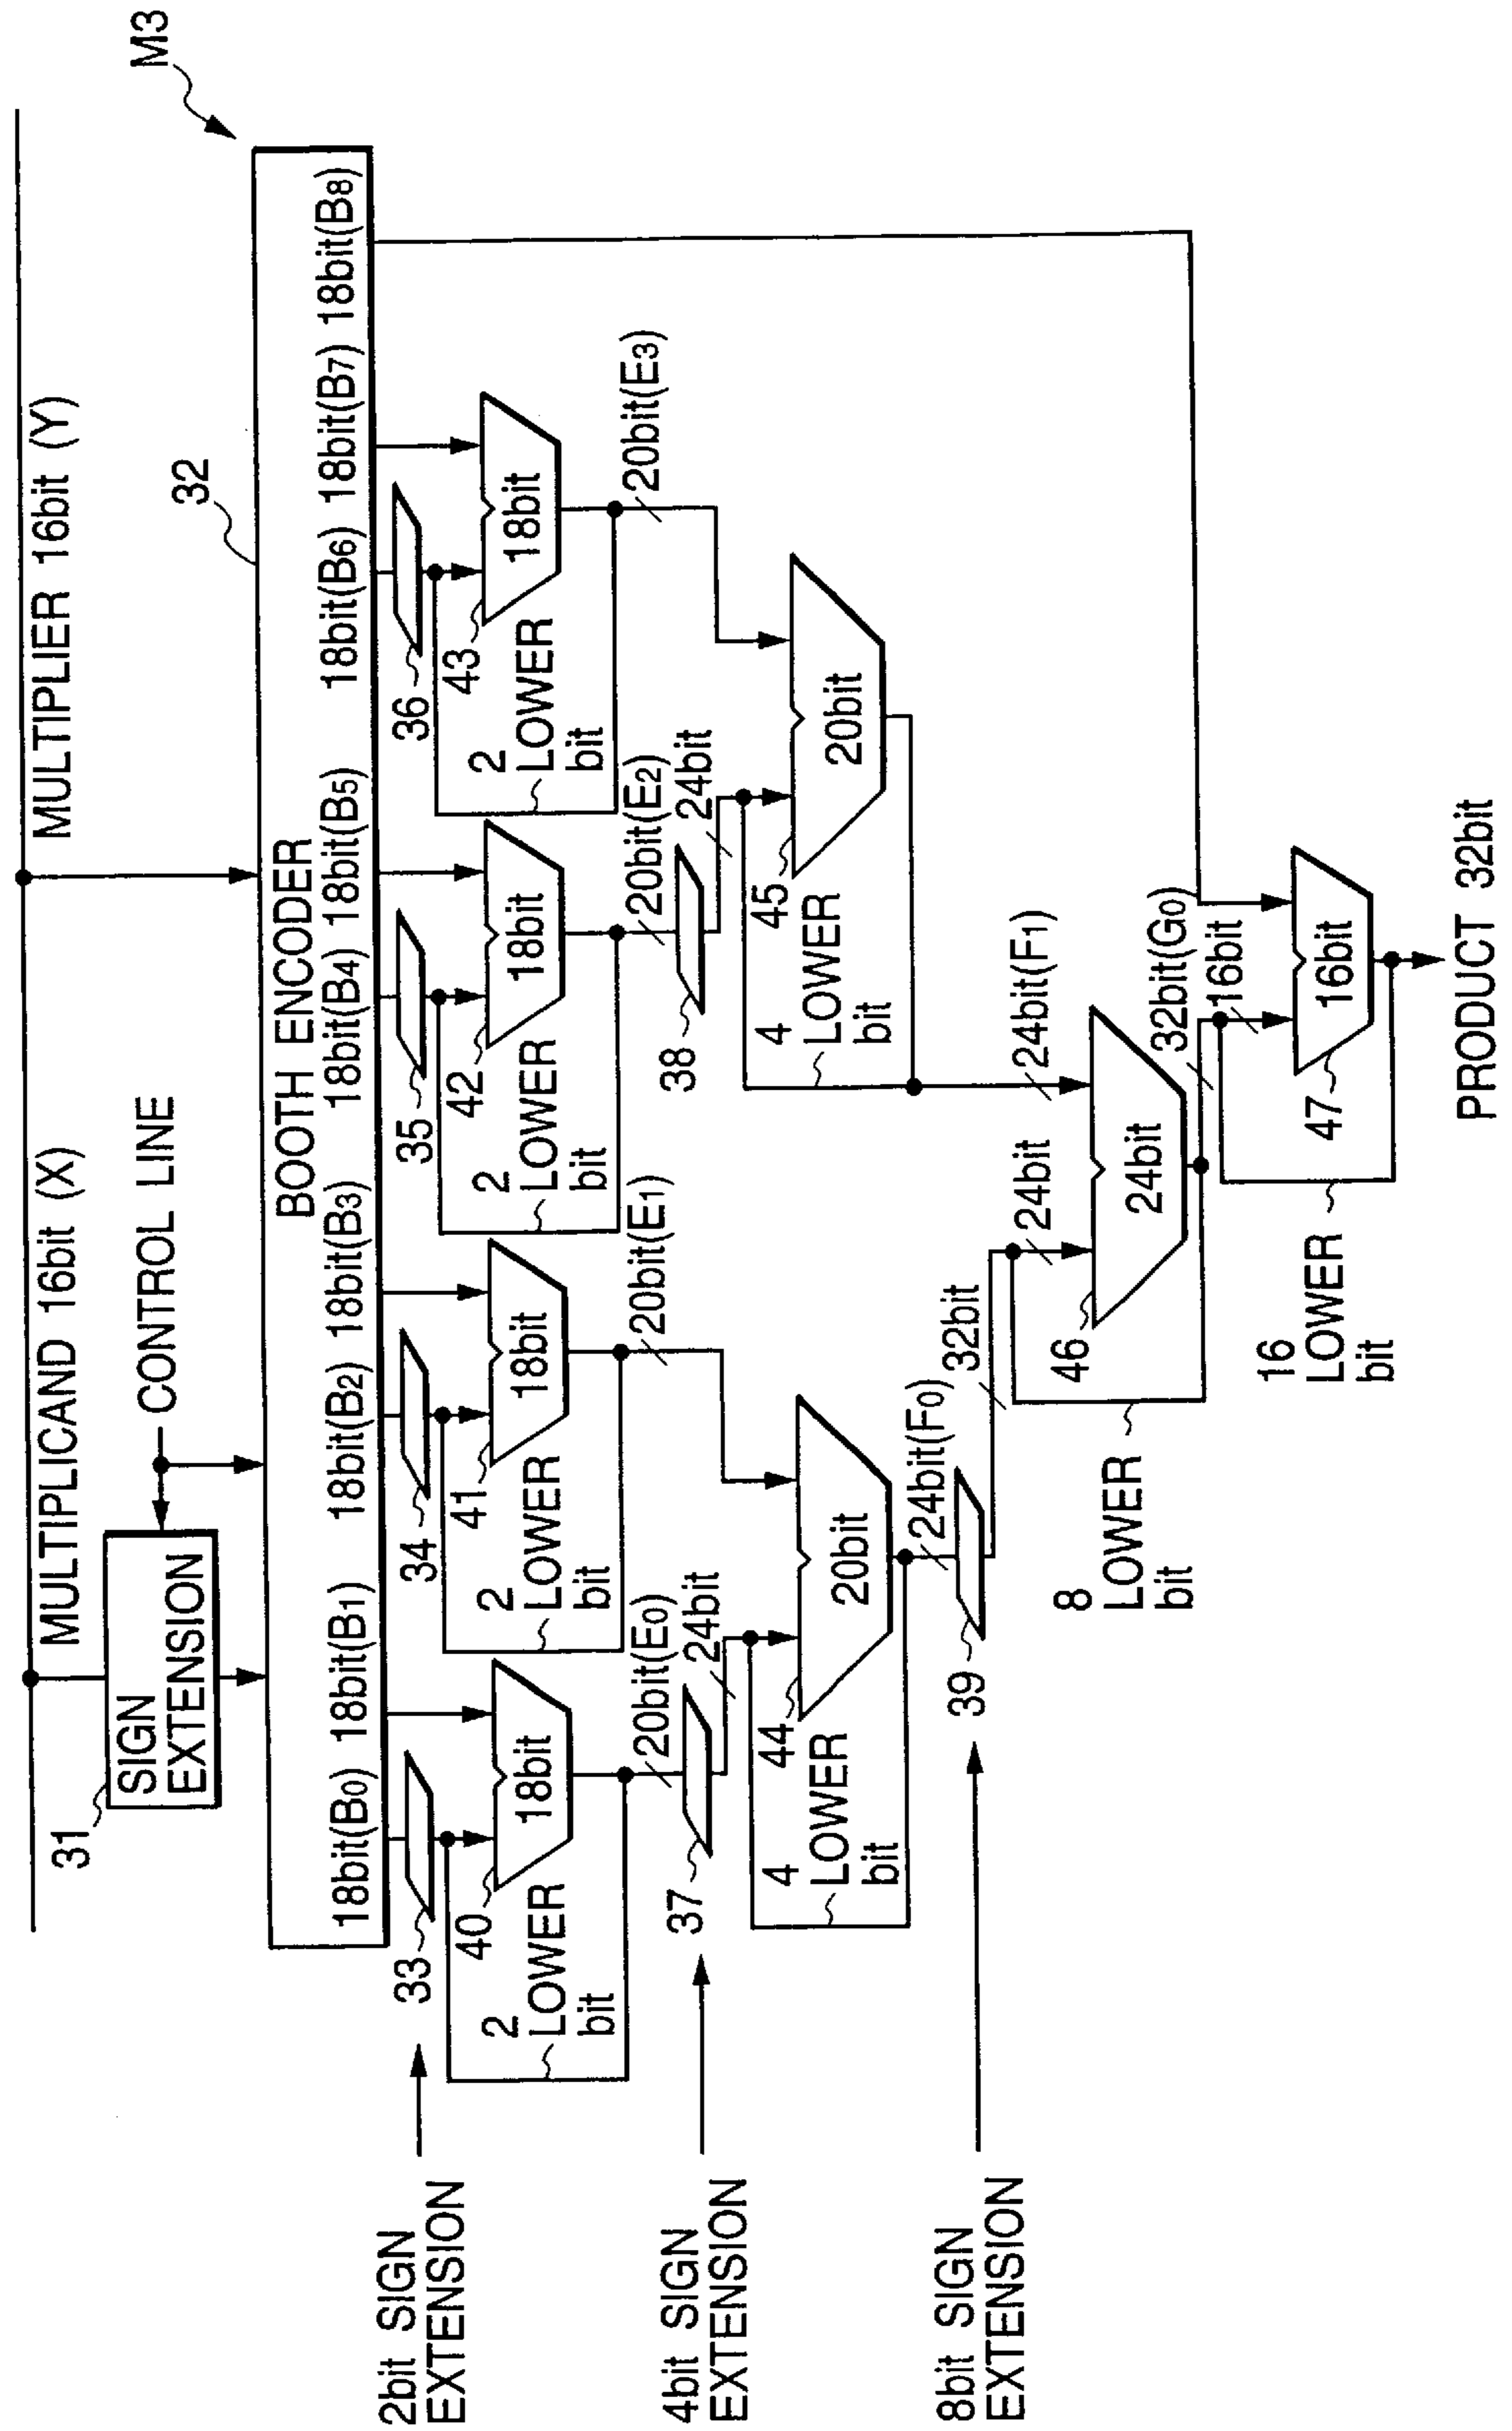 M3
MULTIPLICAND 16bit (X)
MULTIPLIER 16bit (Y)
CONTROL LINE
31
SIGN
EXTENSION
32
BOOTH ENCODER
18bit(B0)
18bit(B1)
18bit(B2)
18bit(B3)
18bit(B4)
18bit(B5)
18bit(B6)
18bit(B7)
18bit(B8)
2bit SIGN
EXTENSION
33
34
35
36
40
18bit
41
18bit
42
18bit
43
18bit
2
LOWER
bit
2
LOWER
bit
2
LOWER
bit
2
LOWER
bit
20bit(E0)
20bit(E1)
20bit(E2)
20bit(E3)
4bit SIGN
EXTENSION
37
24bit
38
24bit
44
20bit
45
20bit
4
LOWER
bit
4
LOWER
bit
24bit(F0)
24bit(F1)
8bit SIGN
EXTENSION
39
32bit
24bit
46
24bit
8
LOWER
bit
32bit(G0)
16bit
47
16bit
16
LOWER
bit
PRODUCT 32bit